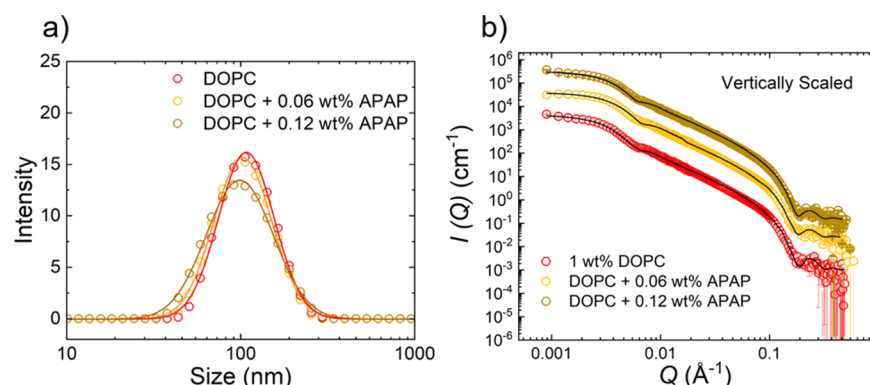 a)
25
20
15
10
5
0
Intensity
DOPC
DOPC + 0.06 wt% APAP
DOPC + 0.12 wt% APAP
10
100
1000
Size (nm)
b)
10⁶
10⁵
10⁴
10³
10²
10¹
10⁰
10⁻¹
10⁻²
10⁻³
10⁻⁴
10⁻⁵
10⁻⁶
I (Q) (cm⁻¹)
Vertically Scaled
1 wt% DOPC
DOPC + 0.06 wt% APAP
DOPC + 0.12 wt% APAP
0.001
0.01
0.1
Q (Å⁻¹)